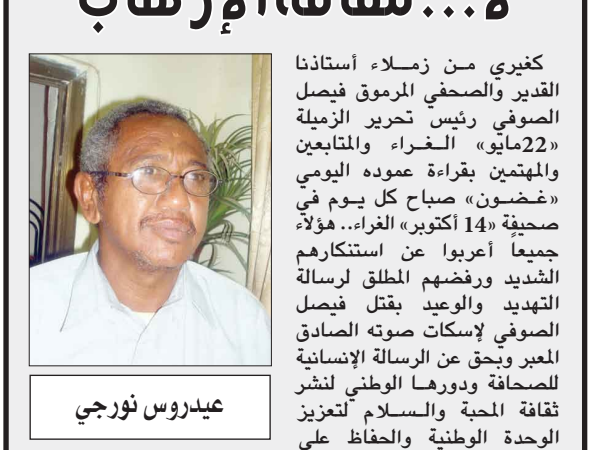 لا...لثقافة الإرهاب
كغيري من زملاء أستاذنا
القدير والصحفي المرموق فيصل
الصوفي رئيس تحرير الزميلة
«22مايو» الغراء والمتابعين
والمهتمين بقراءة عموده اليومي
«غضون» صباح كل يوم في
صحيفة «14 أكتوبر» الغراء.. هؤلاء
جميعاً أعربوا عن استنكارهم
الشديد ورفضهم المطلق لرسالة
التهديد والوعيد بقتل فيصل
الصوفي لإسكات صوته الصادق
المعبر وبحق عن الرسالة الإنسانية
للصحافة ودورها الوطني لنشر
ثقافة المحبة والسلام لتعزيز
الوحدة الوطنية والحفاظ على
عيدروس نورجي